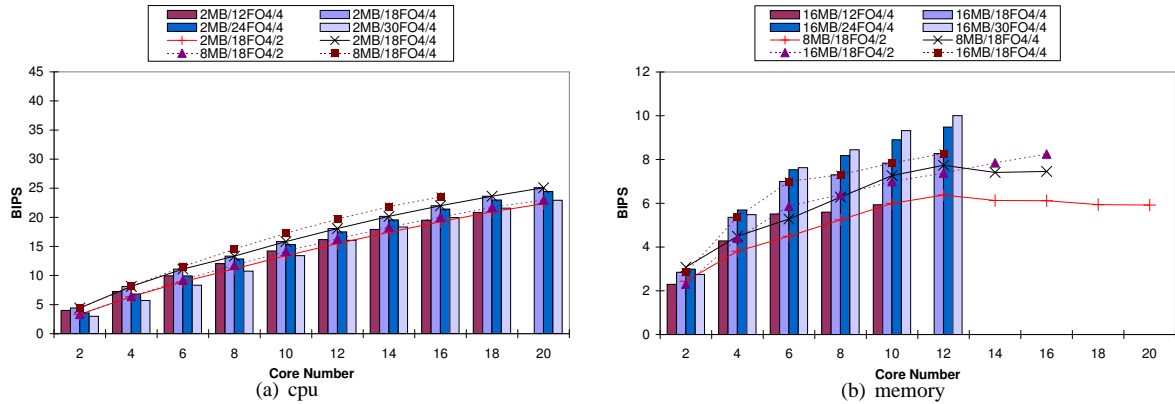 2MB/12FO4/4 2MB/18FO4/4
2MB/24FO4/4 2MB/30FO4/4
2MB/18FO4/2 2MB/18FO4/4
8MB/18FO4/2 8MB/18FO4/4
45
40
35
30
25
20
15
10
5
0
BIPS
2 4 6 8 10 12 14 16 18 20
Core Number
(a) cpu
16MB/12FO4/4 16MB/18FO4/4
16MB/24FO4/4 16MB/30FO4/4
8MB/18FO4/2 8MB/18FO4/4
16MB/18FO4/2 16MB/18FO4/4
12
10
8
6
4
2
0
BIPS
2 4 6 8 10 12 14 16 18 20
Core Number
(b) memory